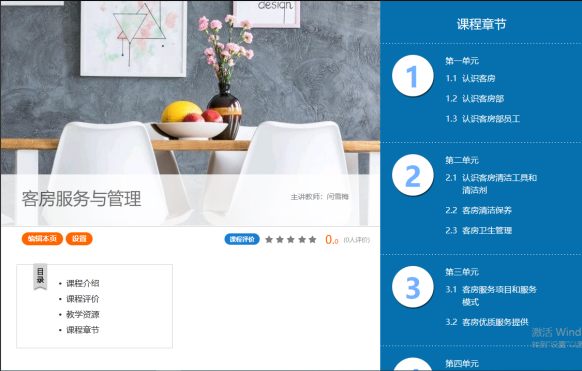 design.
客房服务与管理
主讲教师：闫雪梅
编辑本页 设置
课程评价
0.0 (0人评价)
目录
• 课程介绍
• 课程评价
• 教学资源
• 课程章节
课程章节
1
第一单元
1.1 认识客房
1.2 认识客房部
1.3 认识客房部员工
2
第二单元
2.1 认识客房清洁工具和
清洁剂
2.2 客房清洁保养
2.3 客房卫生管理
3
第三单元
3.1 客房服务项目和服务
模式
3.2 客房优质服务提供
激活 Wind
转到"设置"以
第四单元